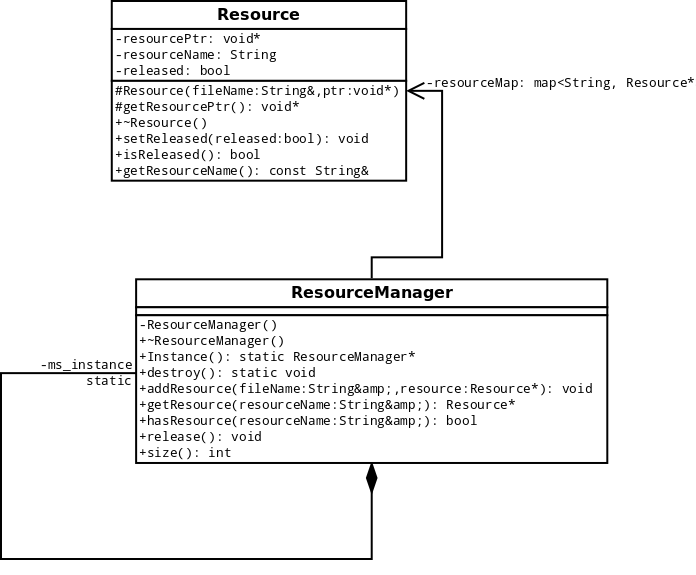 Resource
-resourcePtr: void*
-resourceName: String
-released: bool
#Resource(fileName:String&,ptr:void*)
#getResourcePtr(): void*
+~Resource()
+setReleased(released:bool): void
+isReleased(): bool
+getResourceName(): const String&
-resourceMap: map<String, Resource*
ResourceManager
-ResourceManager()
+~ResourceManager()
+Instance(): static ResourceManager*
+destroy(): static void
+addResource(fileName:String&amp;,resource:Resource*): void
+getResource(resourceName:String&amp;): Resource*
+hasResource(resourceName:String&amp;): bool
+release(): void
+size(): int
-ms_instance
static